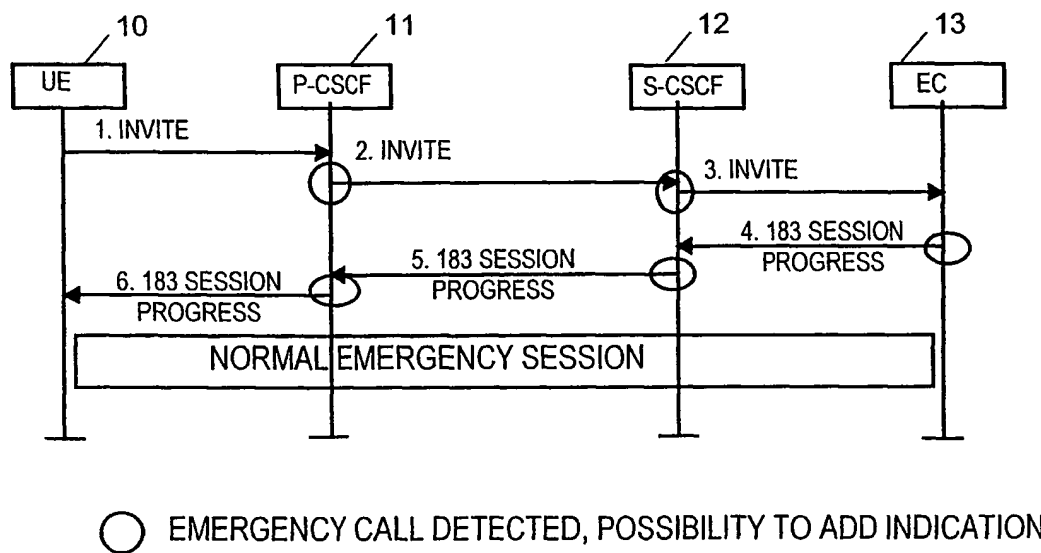 10
11
12
13
UE
P-CSCF
S-CSCF
EC
1. INVITE
2. INVITE
3. INVITE
4. 183 SESSION
PROGRESS
5. 183 SESSION
PROGRESS
6. 183 SESSION
PROGRESS
NORMAL EMERGENCY SESSION
EMERGENCY CALL DETECTED, POSSIBILITY TO ADD INDICATION